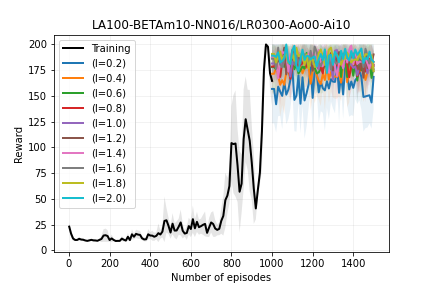 LA100-BETAm10-NN016/LR0300-Ao00-Ai10
Reward
200
175
150
125
100
75
50
25
0
Training
(l=0.2)
(l=0.4)
(l=0.6)
(l=0.8)
(l=1.0)
(l=1.2)
(l=1.4)
(l=1.6)
(l=1.8)
(l=2.0)
0 200 400 600 800 1000 1200 1400
Number of episodes